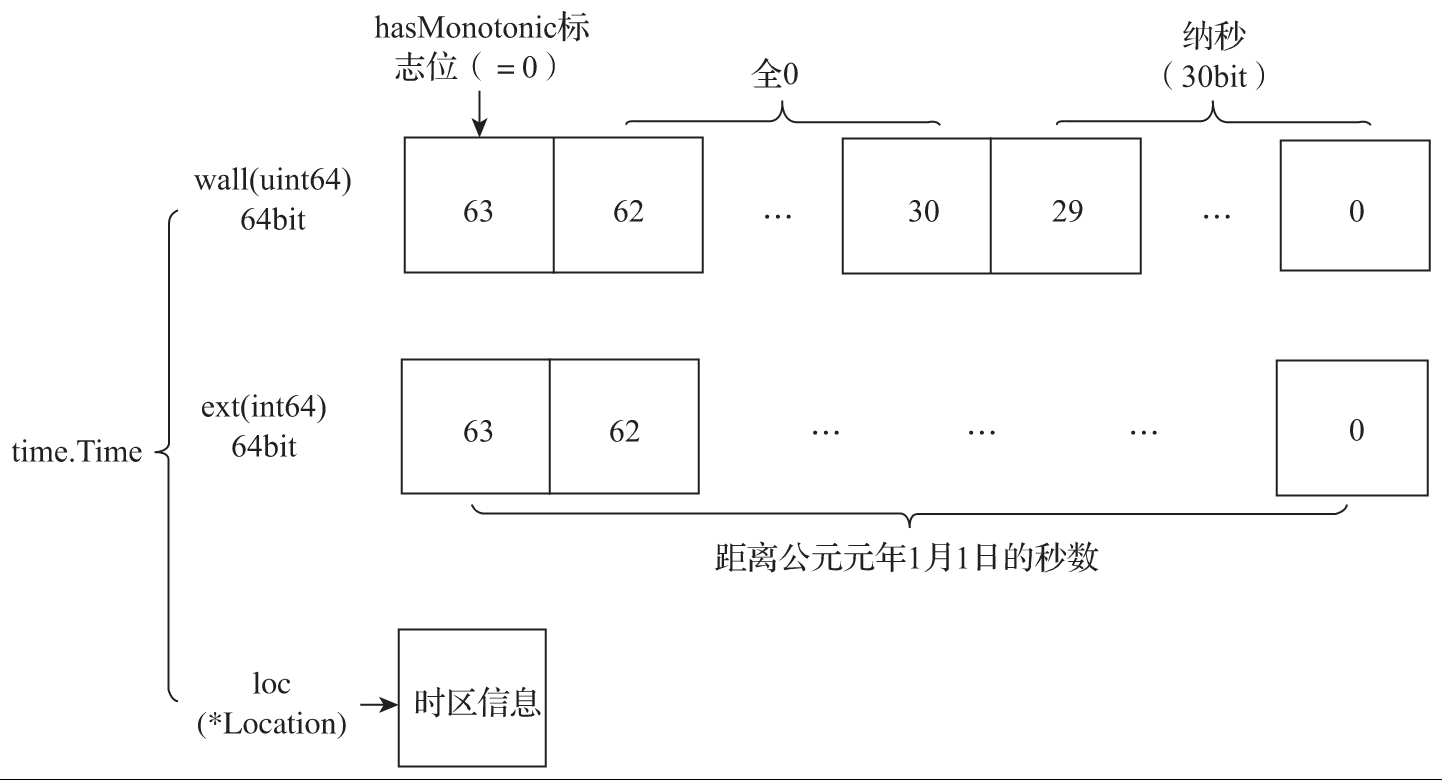 hasMonotonic标
志位（ = 0）
全0
纳秒
（30bit）
wall(uint64)
64bit
63
62
...
30
29
...
0
ext(int64)
64bit
63
62
...
...
...
0
time.Time
距离公元元年1月1日的秒数
loc
(*Location)
时区信息